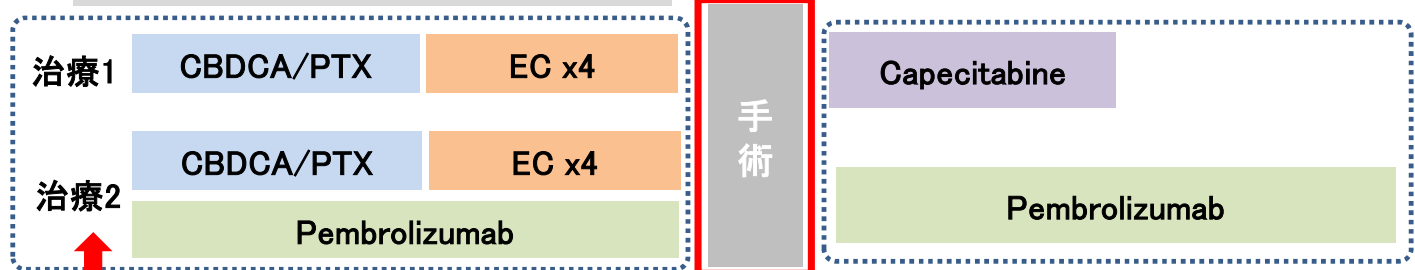 治療1
CBDCA/PTX
EC x4
治療2
CBDCA/PTX
EC x4
Pembrolizumab
手
術
Capecitabine
Pembrolizumab